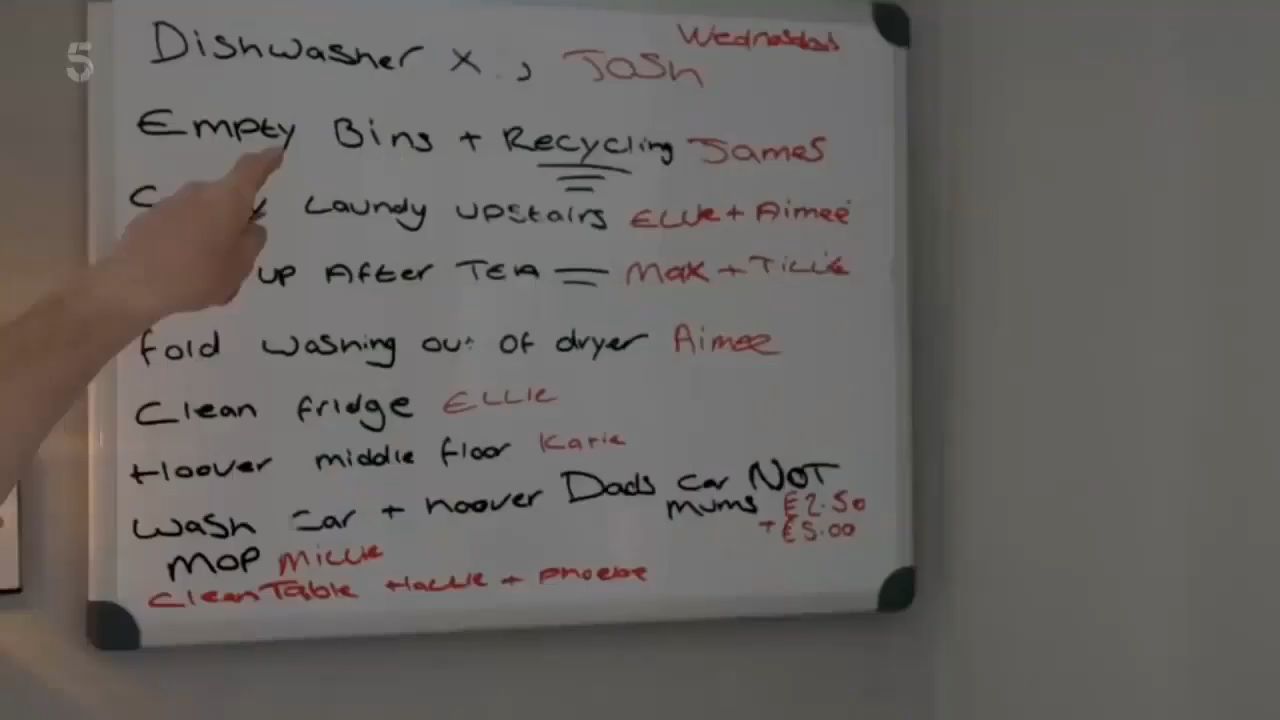 5
Wednesday
Dishwasher x , Josh
Empty Bins + Recycling James
Laundy upstairs Ellie + Aimee
up After TEA = Max + Tillie
fold washing out of dryer Aimee
Clean fridge Ellie
Hoover middle floor Katie
Wash car + hoover Dads car NOT
mums £2.50
+ £5.00
MOP Millie
Clean Table Hallie + Phoebe